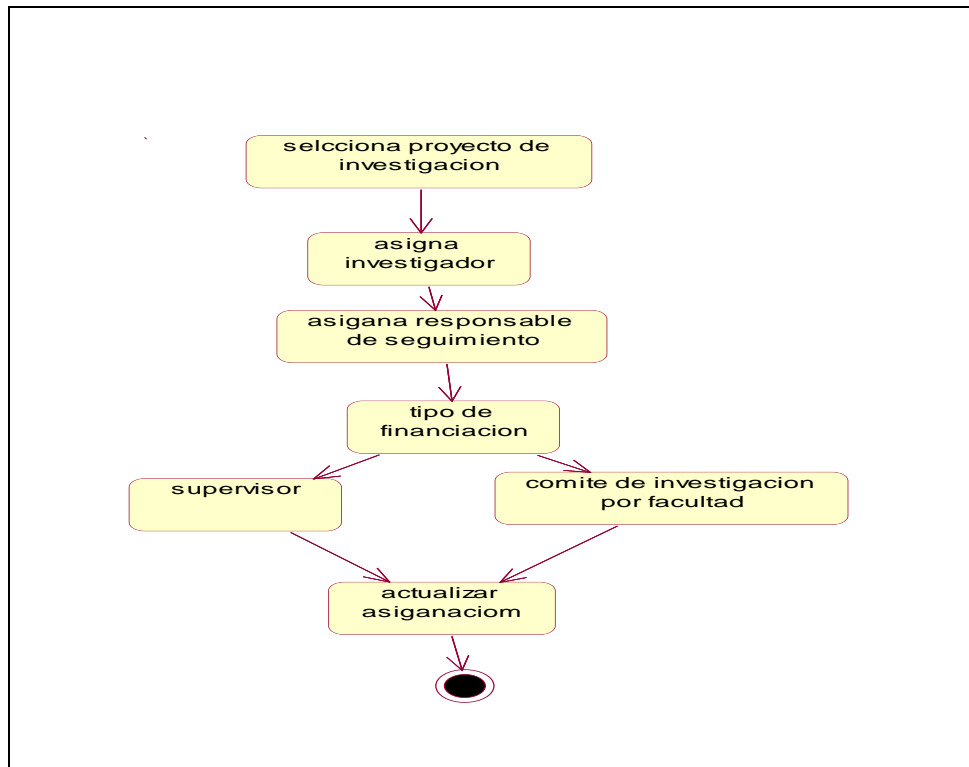 selcciona proyecto de
investigacion
asigna
investigador
asigana responsable
de seguimiento
tipo de
financiacion
supervisor
comite de investigacion
por facultad
actualizar
asiganaciom